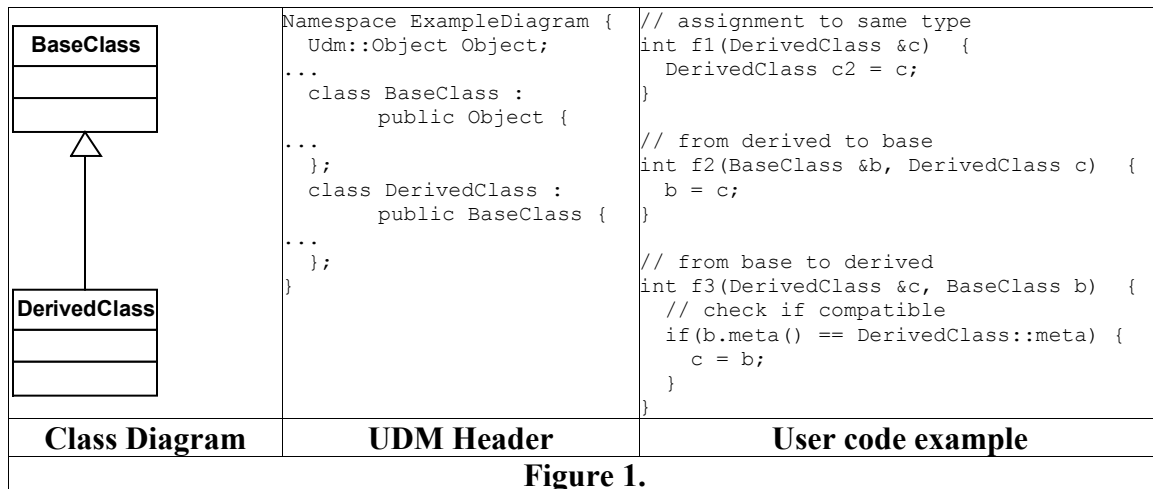 BaseClass
DerivedClass
Namespace ExampleDiagram {
Udm::Object Object;
...
class BaseClass :
public Object {
...
};
class DerivedClass :
public BaseClass {
...
};
}
// assignment to same type
int f1(DerivedClass &c)  {
DerivedClass c2 = c;
}
// from derived to base
int f2(BaseClass &b, DerivedClass c)  {
b = c;
}
// from base to derived
int f3(DerivedClass &c, BaseClass b)  {
// check if compatible
if(b.meta() == DerivedClass::meta) {
c = b;
}
}
Class Diagram
UDM Header
User code example
Figure 1.